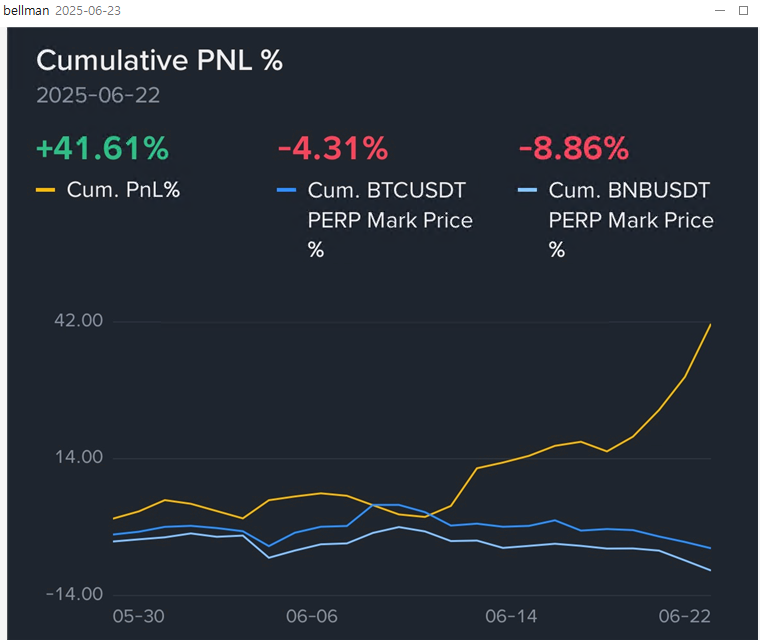 bellman 2025-06-23
Cumulative PNL %
2025-06-22
+41.61% -4.31% -8.86%
Cum. PnL% Cum. BTCUSDT Cum. BNBUSDT
PERP Mark Price PERP Mark Price
% %
42.00
14.00
-14.00
05-30 06-06 06-14 06-22